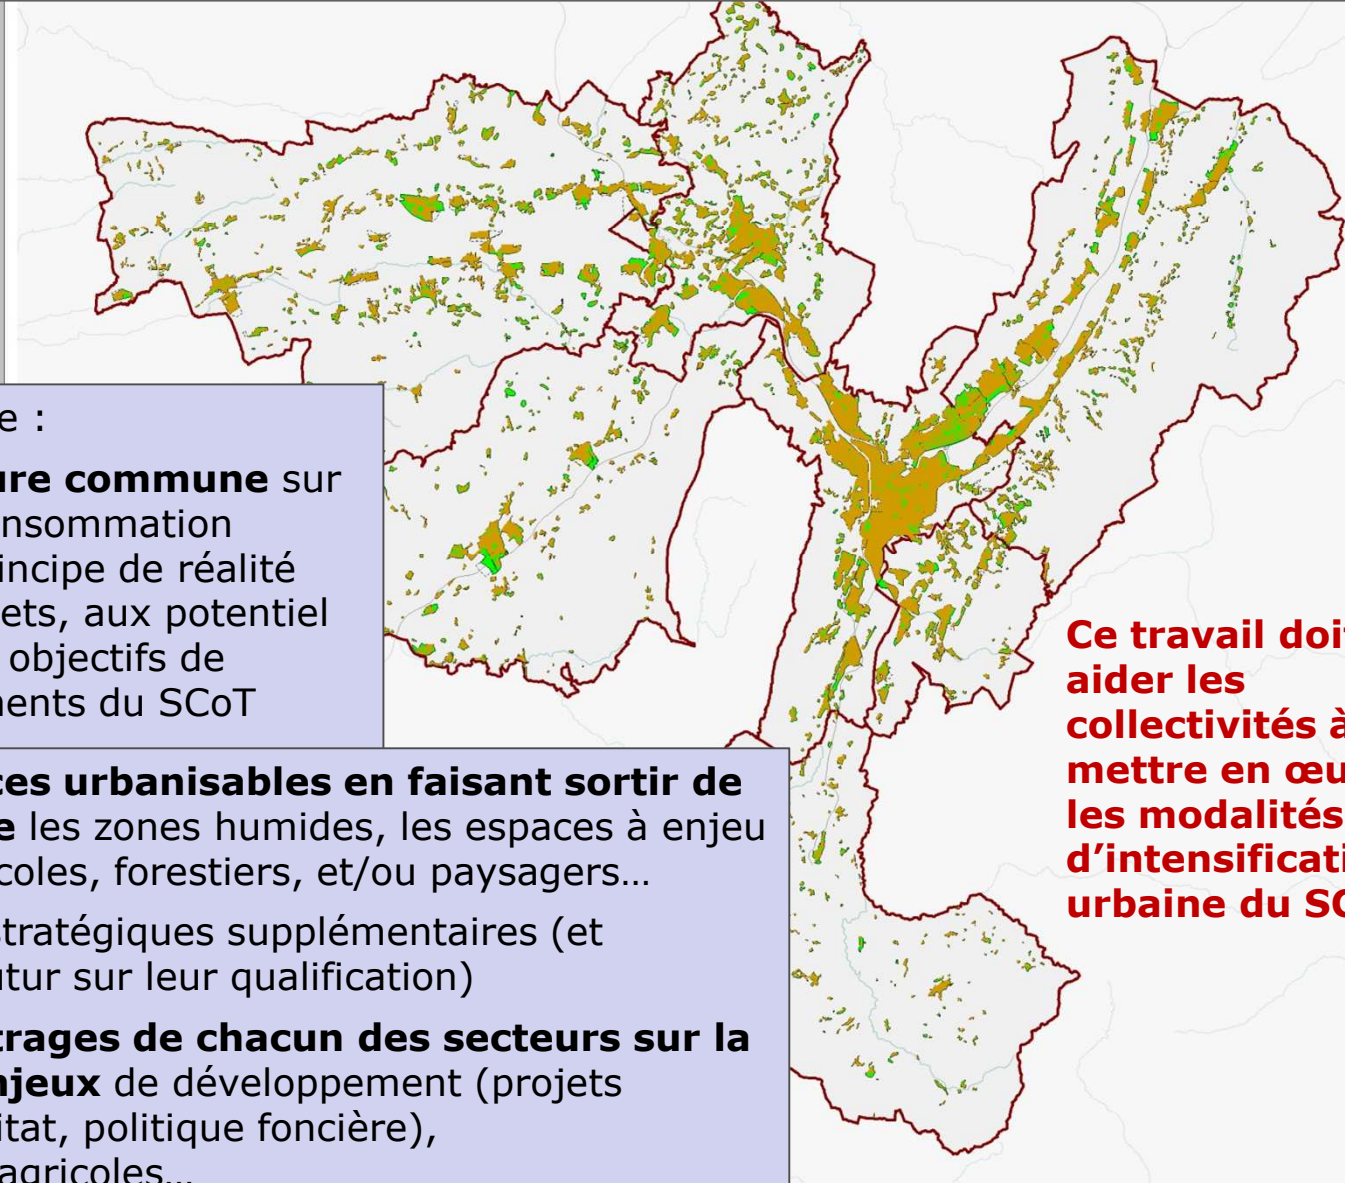 e :
ure commune sur
onsommation
incipe de réalité
ets, aux potentiel
objectifs de
nents du SCoT
ces urbanisables en faisant sortir de
e les zones humides, les espaces à enjeu
coles, forestiers, et/ou paysagers…
stratégiques supplémentaires (et
utur sur leur qualification)
trages de chacun des secteurs sur la
njeux de développement (projets
itat, politique foncière),
agricoles…
Ce travail doi
aider les
collectivités à
mettre en œu
les modalités
d’intensificati
urbaine du SC